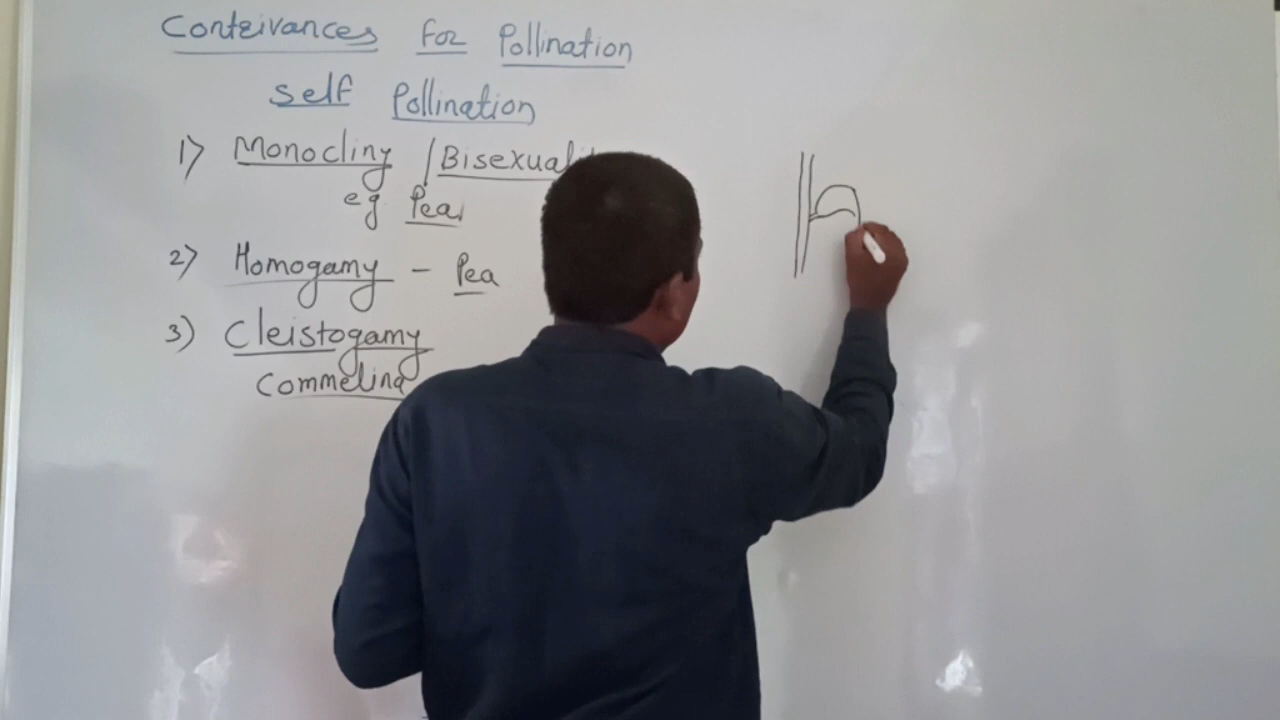 Contrivances For Pollination
Self Pollination
1) Monocliny / Bisexuali
eg Pea
2) Homogamy - Pea
3) Cleistogamy
Commelina